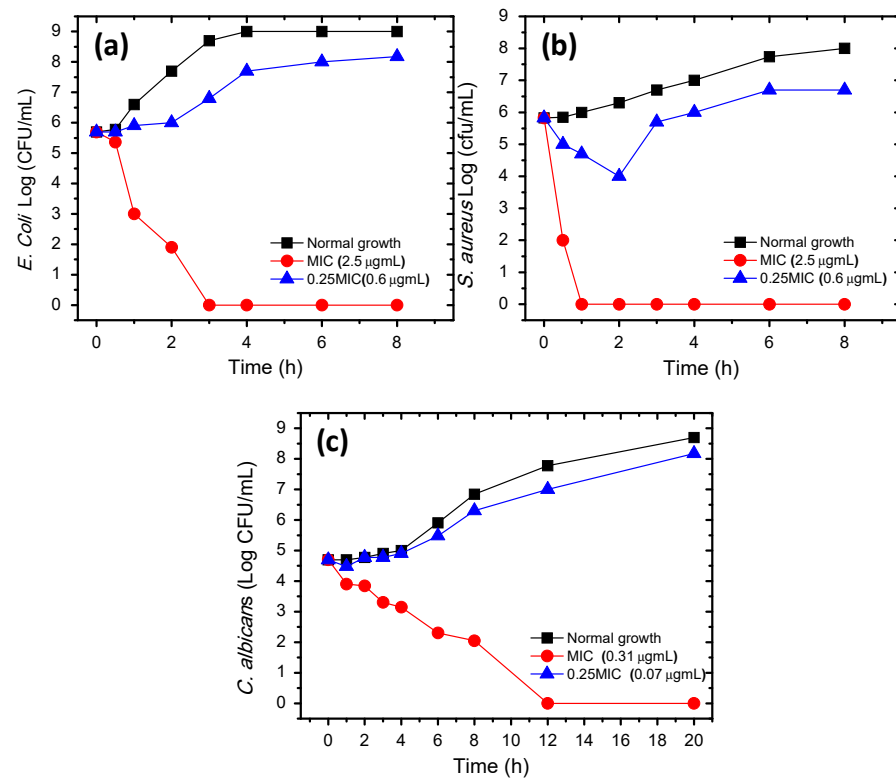 (a)
9
8
7
6
5
4
3
2
1
0
E. Coli Log (CFU/mL)
Normal growth
MIC (2.5 μgmL)
0.25MIC(0.6 μgmL)
0 2 4 6 8
Time (h)
(b)
9
8
7
6
5
4
3
2
1
0
S. aureus Log (cfu/mL)
Normal growth
MIC (2.5 μgmL)
0.25MIC (0.6 μgmL)
0 2 4 6 8
Time (h)
(c)
9
8
7
6
5
4
3
2
1
0
C. albicans (Log CFU/mL)
Normal growth
MIC (0.31 μgmL)
0.25MIC (0.07 μgmL)
0 2 4 6 8 10 12 14 16 18 20
Time (h)